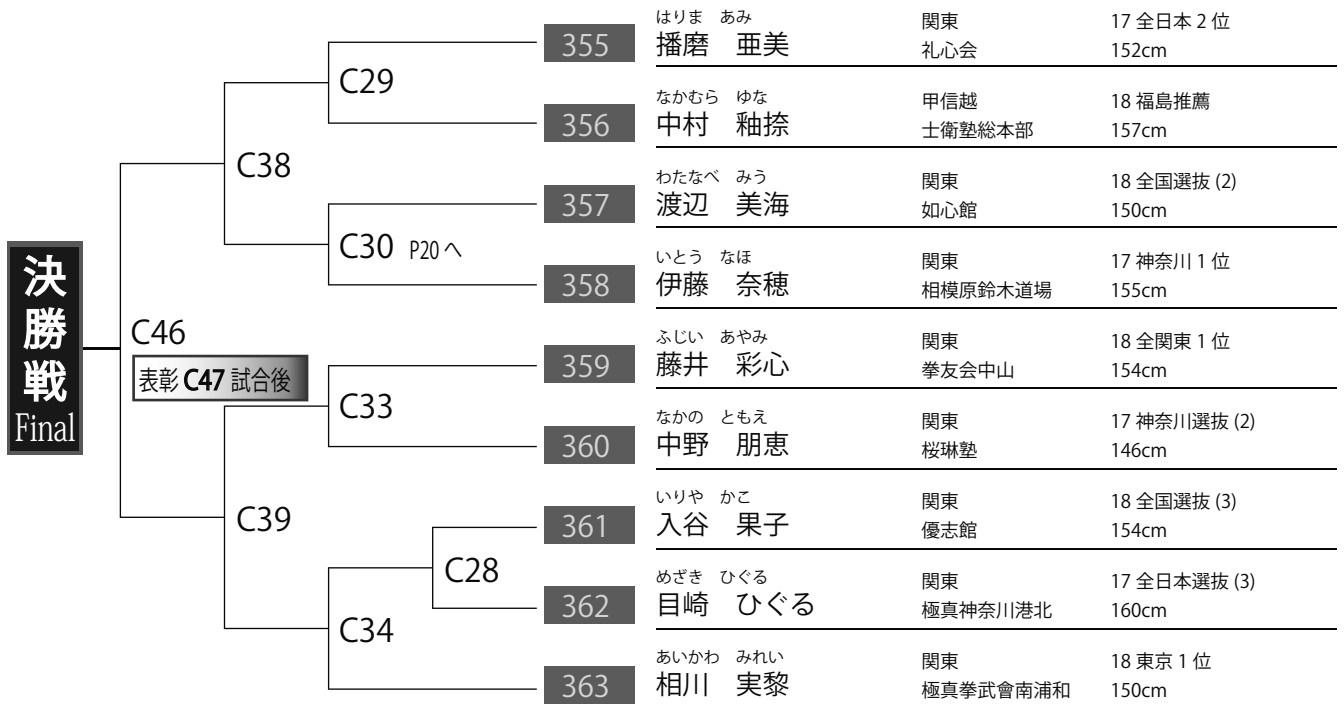 決勝戦
Final
C46
表彰 C47 試合後
C38
C39
C29
C30 P20 へ
C33
C34
C28
355
はりま あみ
播磨 亜美
関東
礼心会
17 全日本 2 位
152cm
356
なかむら ゆな
中村 釉捺
甲信越
士衛塾総本部
18 福島推薦
157cm
357
わたなべ みう
渡辺 美海
関東
如心館
18 全国選抜 (2)
150cm
358
いとう なほ
伊藤 奈穂
関東
相模原鈴木道場
17 神奈川 1 位
155cm
359
ふじい あやみ
藤井 彩心
関東
拳友会中山
18 全関東 1 位
154cm
360
なかの ともえ
中野 朋恵
関東
桜琳塾
17 神奈川選抜 (2)
146cm
361
いりや かこ
入谷 果子
関東
優志館
18 全国選抜 (3)
154cm
362
めざき ひぐる
目崎 ひぐる
関東
極真神奈川港北
17 全日本選抜 (3)
160cm
363
あいかわ みれい
相川 実黎
関東
極真拳武會南浦和
18 東京 1 位
150cm